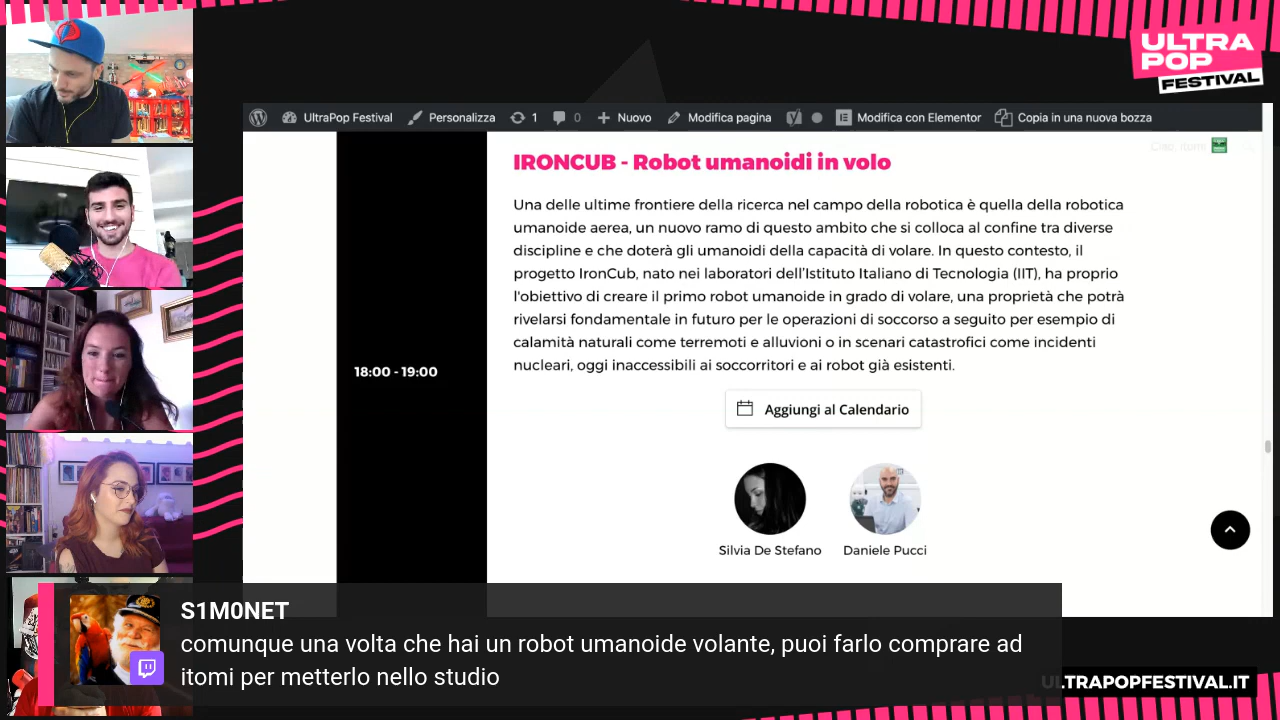 ULTRA
POP
FESTIVAL
UltraPop Festival
Personalizza
1
0
Nuovo
Modifica pagina
Modifica con Elementor
Copia in una nuova bozza
IRONCUB - Robot umanoidi in volo
Una delle ultime frontiere della ricerca nel campo della robotica è quella della robotica
umanoide aerea, un nuovo ramo di questo ambito che si colloca al confine tra diverse
discipline e che doterà gli umanoidi della capacità di volare. In questo contesto, il
progetto IronCub, nato nei laboratori dell'Istituto Italiano di Tecnologia (IIT), ha proprio
l'obiettivo di creare il primo robot umanoide in grado di volare, una proprietà che potrà
rivelarsi fondamentale in futuro per le operazioni di soccorso a seguito per esempio di
calamità naturali come terremoti e alluvioni o in scenari catastrofici come incidenti
nucleari, oggi inaccessibili ai soccorritori e ai robot già esistenti.
18:00 - 19:00
Aggiungi al Calendario
Silvia De Stefano
Daniele Pucci
S1M0NET
comunque una volta che hai un robot umanoide volante, puoi farlo comprare ad
itomi per metterlo nello studio
ULTRAPOPFESTIVAL.IT